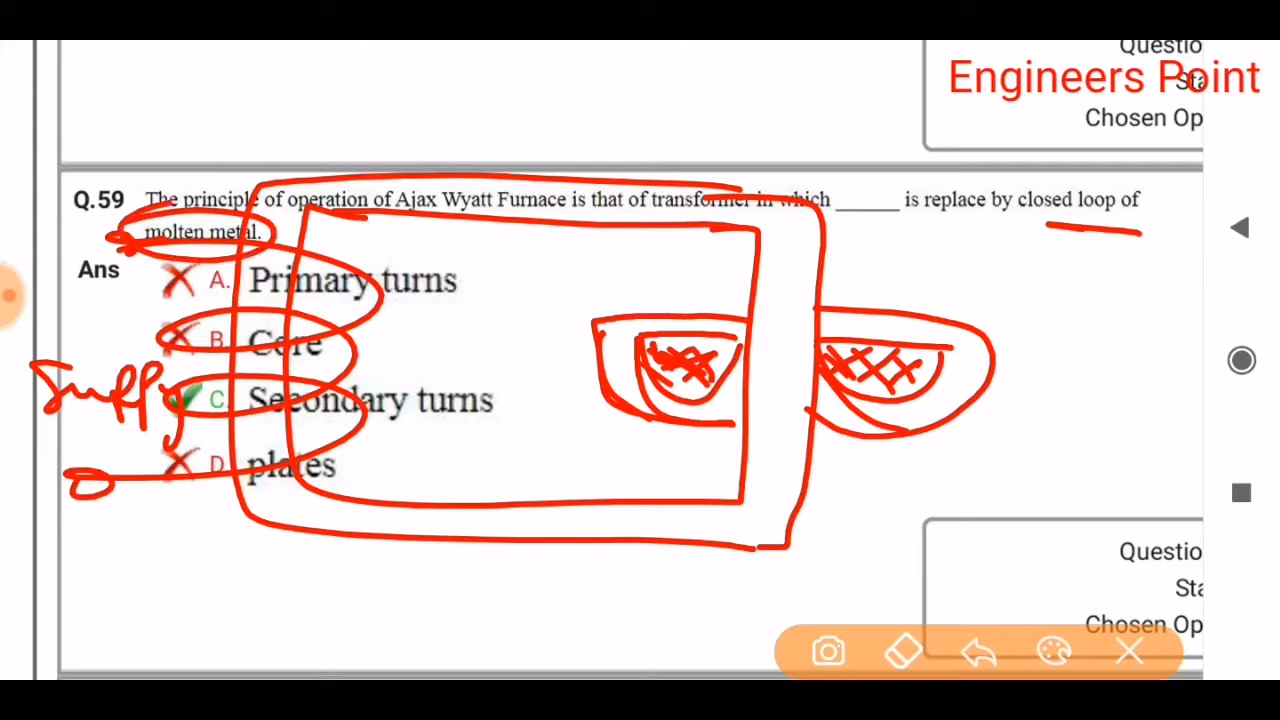 Questio
Engineers Point
Sta
Chosen Op
Q.59 The principle of operation of Ajax Wyatt Furnace is that of transformer in which ______ is replace by closed loop of
molten metal.
Ans
A. Primary turns
B. Core
C. Secondary turns
D. plates
Supply
Questio
Sta
Chosen Op